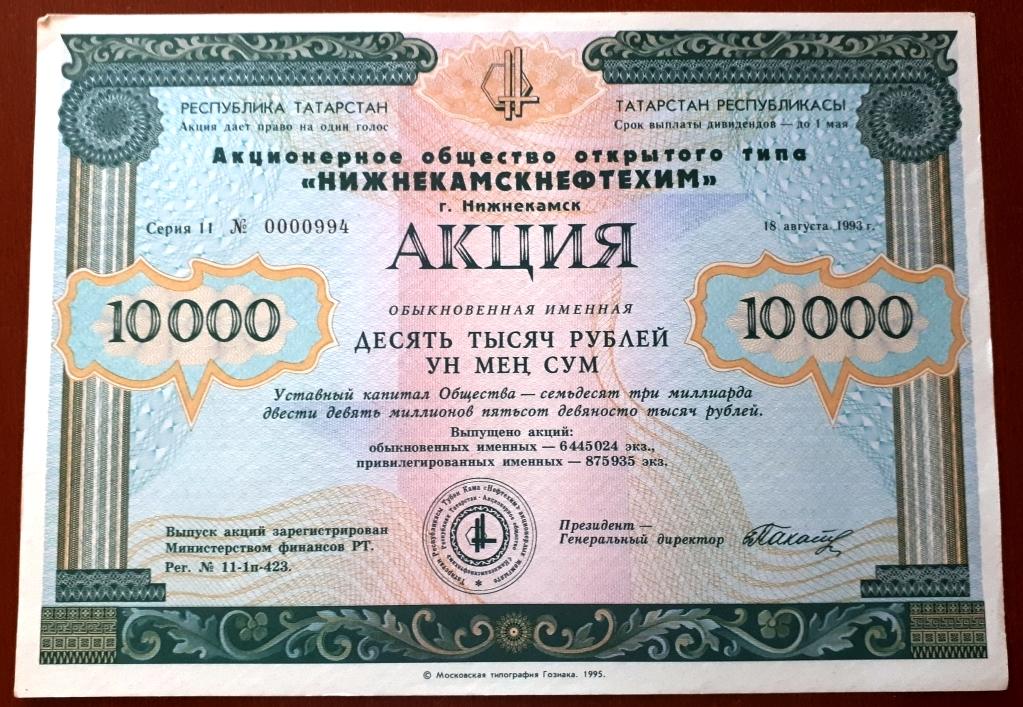 РЕСПУБЛИКА ТАТАРСТАН
Акция дает право на один голос
ТАТАРСТАН РЕСПУБЛИКАСЫ
Срок выплаты дивидендов — до 1 мая
Акционерное общество открытого типа
«НИЖНЕКАМСКНЕФТЕХИМ»
г. Нижнекамск
Серия 11 № 0000994
18 августа 1993 г.
АКЦИЯ
10 000
10 000
ОБЫКНОВЕННАЯ ИМЕННАЯ
ДЕСЯТЬ ТЫСЯЧ РУБЛЕЙ
УН МЕҢ СУМ
Уставный капитал Общества — семьдесят три миллиарда
двести девять миллионов пятьсот девяносто тысяч рублей.
Выпущено акций:
обыкновенных именных — 6445024 экз.,
привилегированных именных — 875935 экз.
Выпуск акций зарегистрирован
Министерством финансов РТ.
Рег. № 11-1п-423.
Президент —
Генеральный директор
© Московская типография Гознака. 1995.